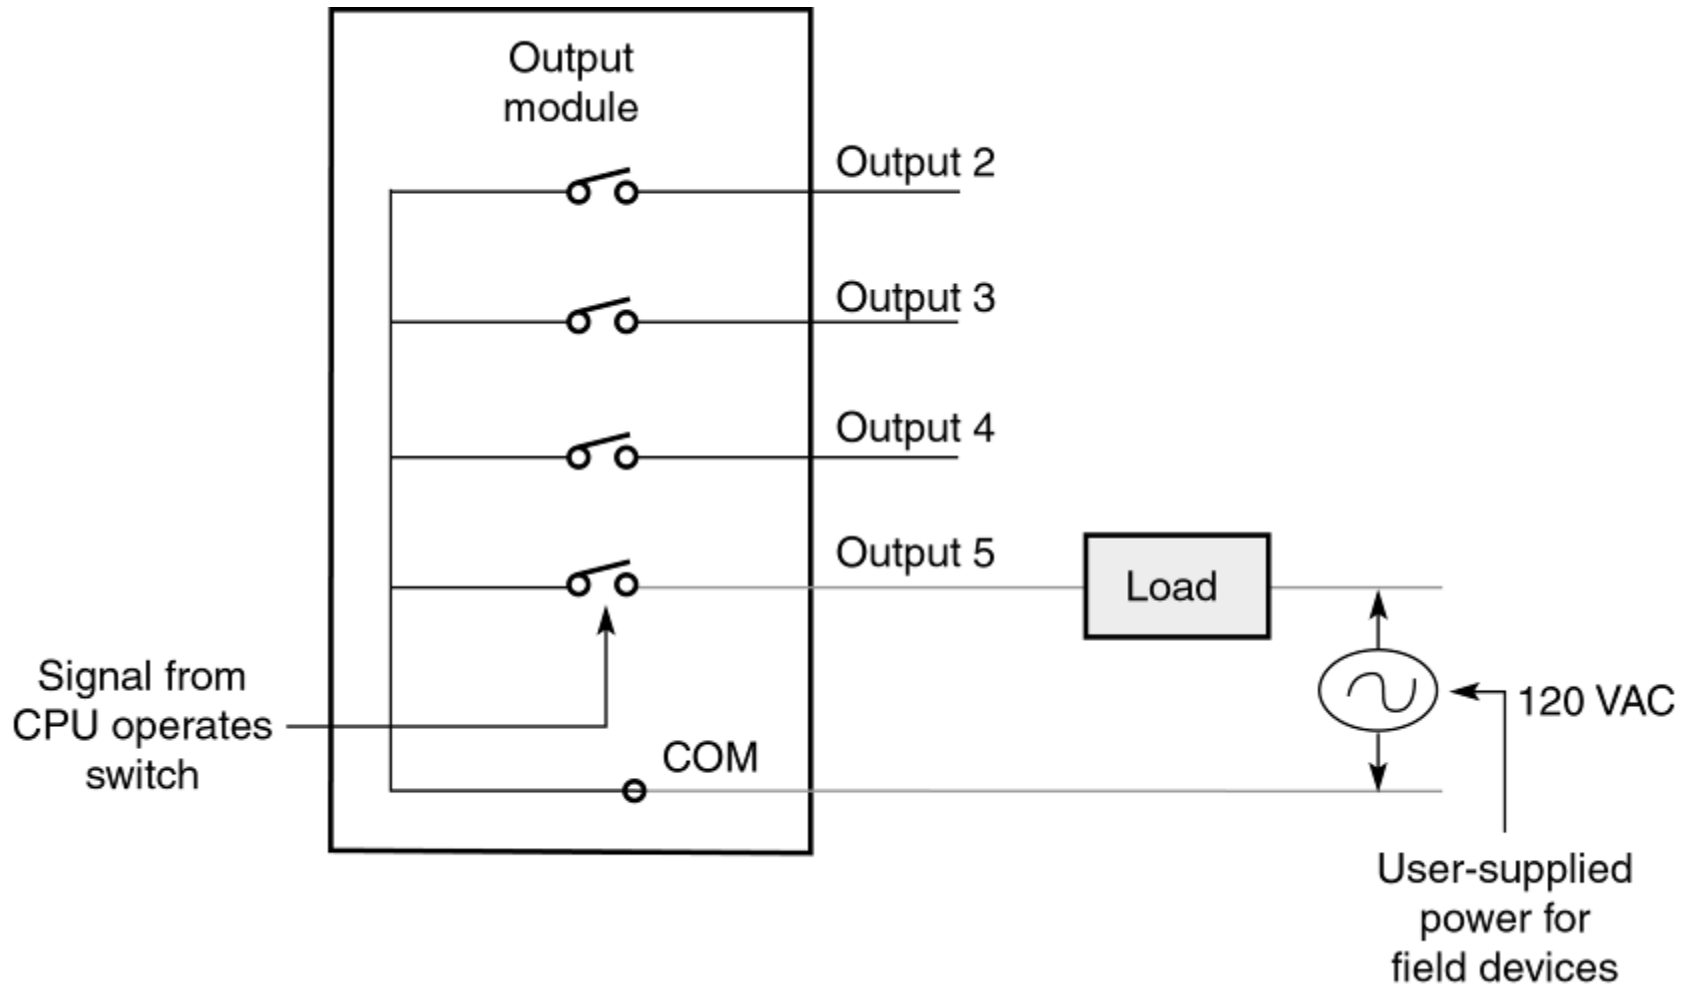 Output
module
Output 2
Output 3
Output 4
Output 5
Load
Signal from
CPU operates
switch
COM
120 VAC
User-supplied
power for
field devices